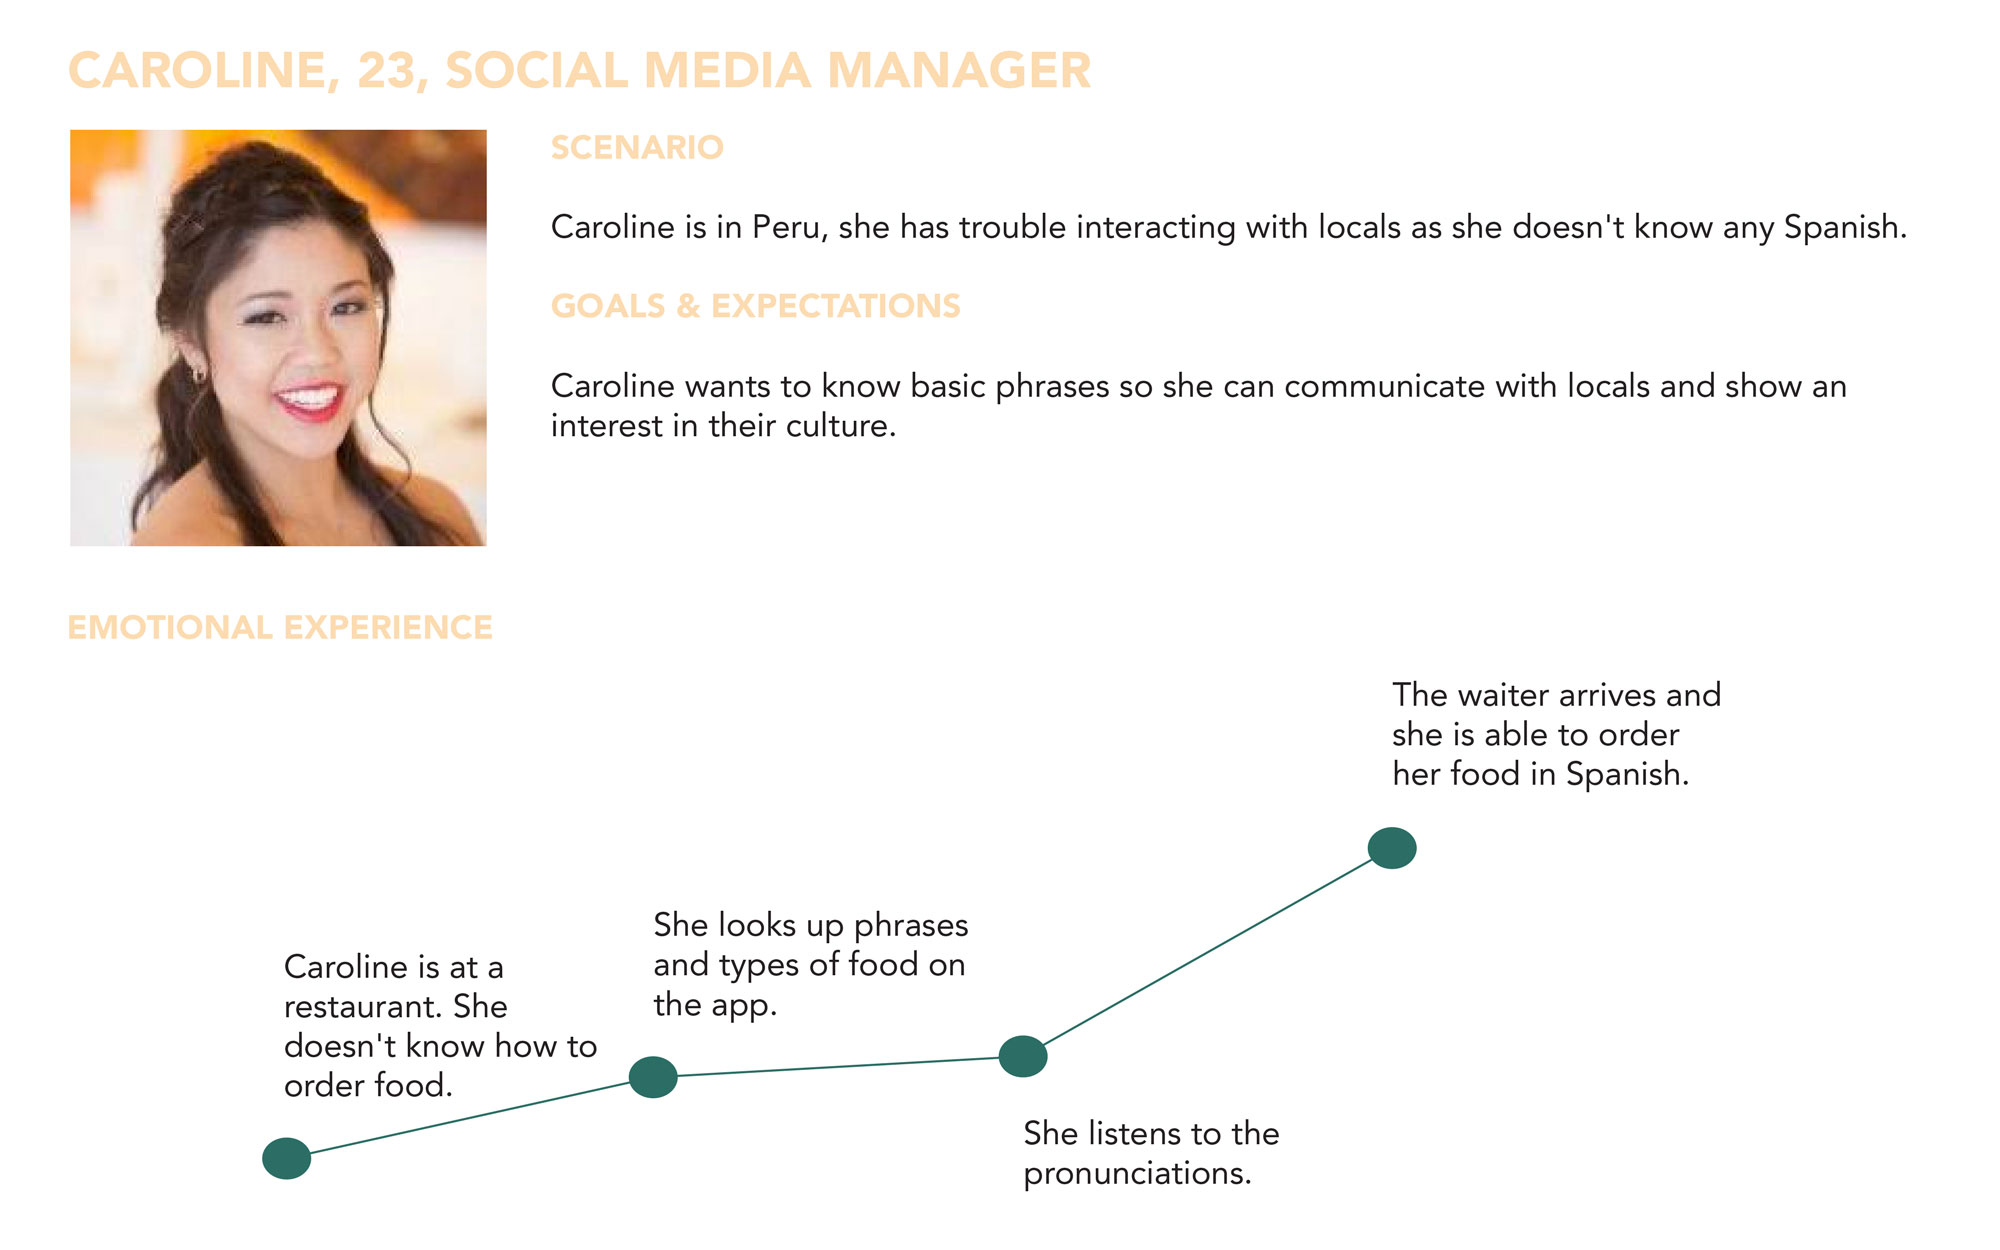 CAROLINE, 23, SOCIAL MEDIA MANAGER
SCENARIO
Caroline is in Peru, she has trouble interacting with locals as she doesn't know any Spanish.
GOALS & EXPECTATIONS
Caroline wants to know basic phrases so she can communicate with locals and show an
interest in their culture.
EMOTIONAL EXPERIENCE
Caroline is at a
restaurant. She
doesn't know how to
order food.
She looks up phrases
and types of food on
the app.
She listens to the
pronunciations.
The waiter arrives and
she is able to order
her food in Spanish.